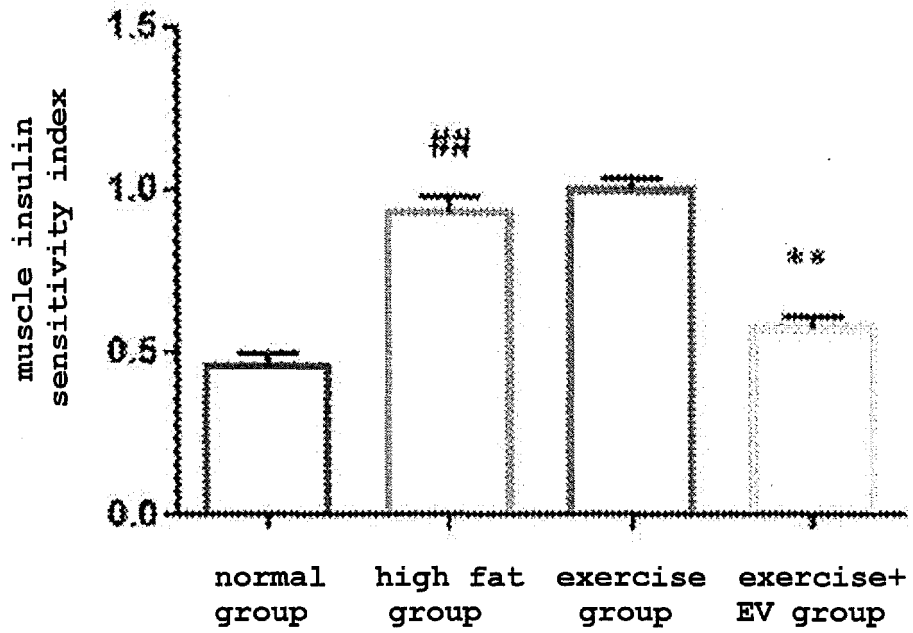 1.5
##
1.0
**
0.5
0.0
muscle insulin
sensitivity index
normal
group
high fat
group
exercise
group
exercise+
EV group